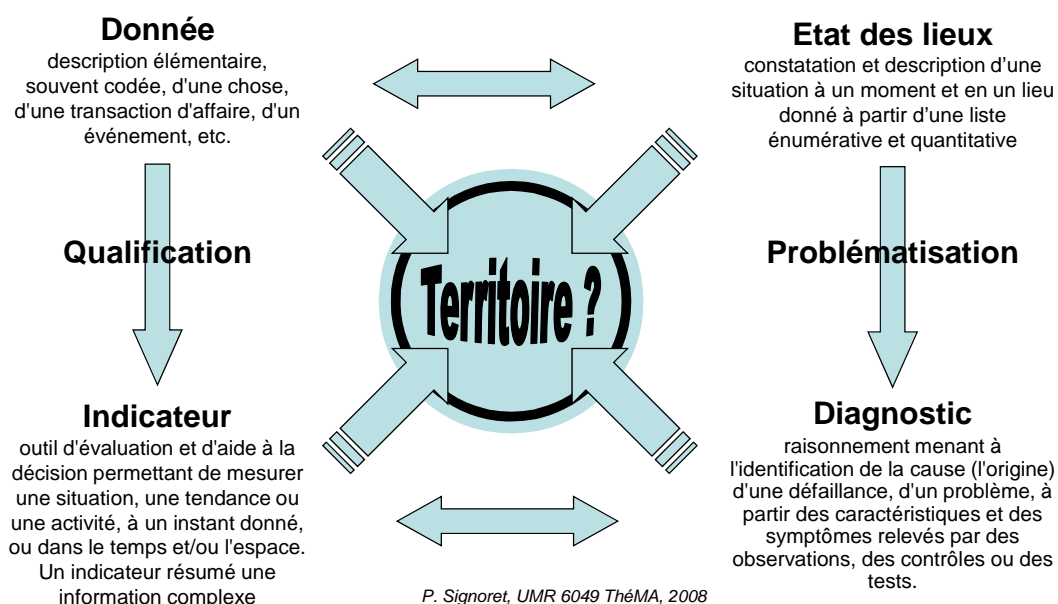 Donnée
description élémentaire,
souvent codée, d'une chose,
d'une transaction d'affaire, d'un
événement, etc.
Etat des lieux
constatation et description d’une
situation à un moment et en un lieu
donné à partir d’une liste
énumérative et quantitative
Qualification
Territoire ?
Problématisation
Indicateur
outil d'évaluation et d'aide à la
décision permettant de mesurer
une situation, une tendance ou
une activité, à un instant donné,
ou dans le temps et/ou l'espace.
Un indicateur résumé une
information complexe
Diagnostic
raisonnement menant à
l'identification de la cause (l'origine)
d'une défaillance, d'un problème, à
partir des caractéristiques et des
symptômes relevés par des
observations, des contrôles ou des
tests.
P. Signoret, UMR 6049 ThéMA, 2008